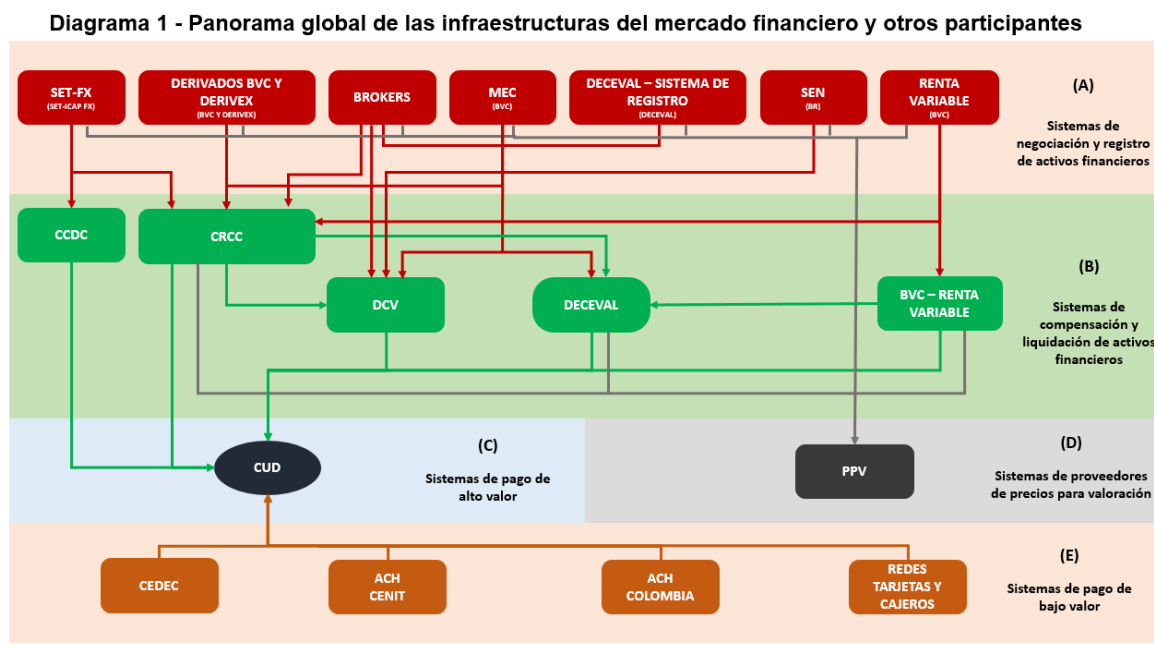 Diagrama 1 - Panorama global de las infraestructuras del mercado financiero y otros participantes
SET-FX
(SET-ICAP FX)
DERIVADOS BVC Y
DERIVEX
(BVC Y DERIVEX)
BROKERS
MEC
(BVC)
DECEVAL – SISTEMA DE
REGISTRO
(DECEVAL)
SEN
(BR)
RENTA
VARIABLE
(BVC)
(A)
Sistemas de
negociación y registro
de activos financieros
CCDC
CRCC
DCV
DECEVAL
BVC – RENTA
VARIABLE
(B)
Sistemas de
compensación y
liquidación de activos
financieros
CUD
(C)
Sistemas de pago de
alto valor
PPV
(D)
Sistemas de proveedores
de precios para valoración
CEDEC
ACH
CENIT
ACH
COLOMBIA
REDES
TARJETAS Y
CAJEROS
(E)
Sistemas de pago de
bajo valor